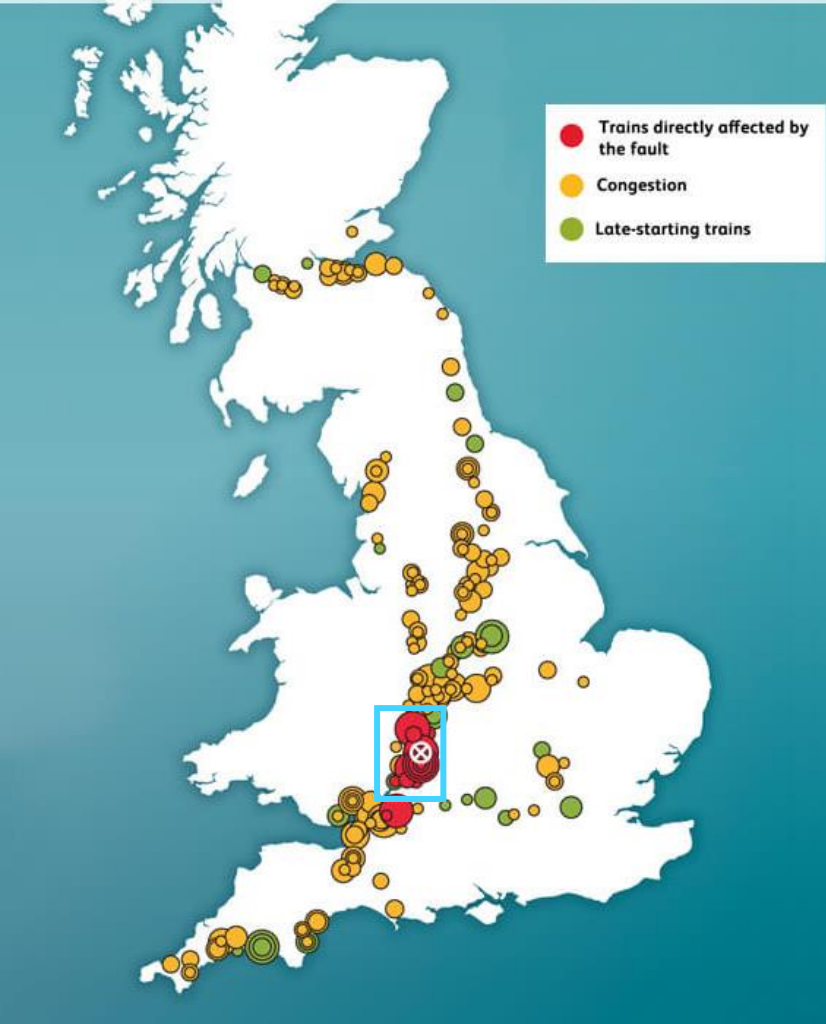 Trains directly affected by
the fault
Congestion
Late-starting trains